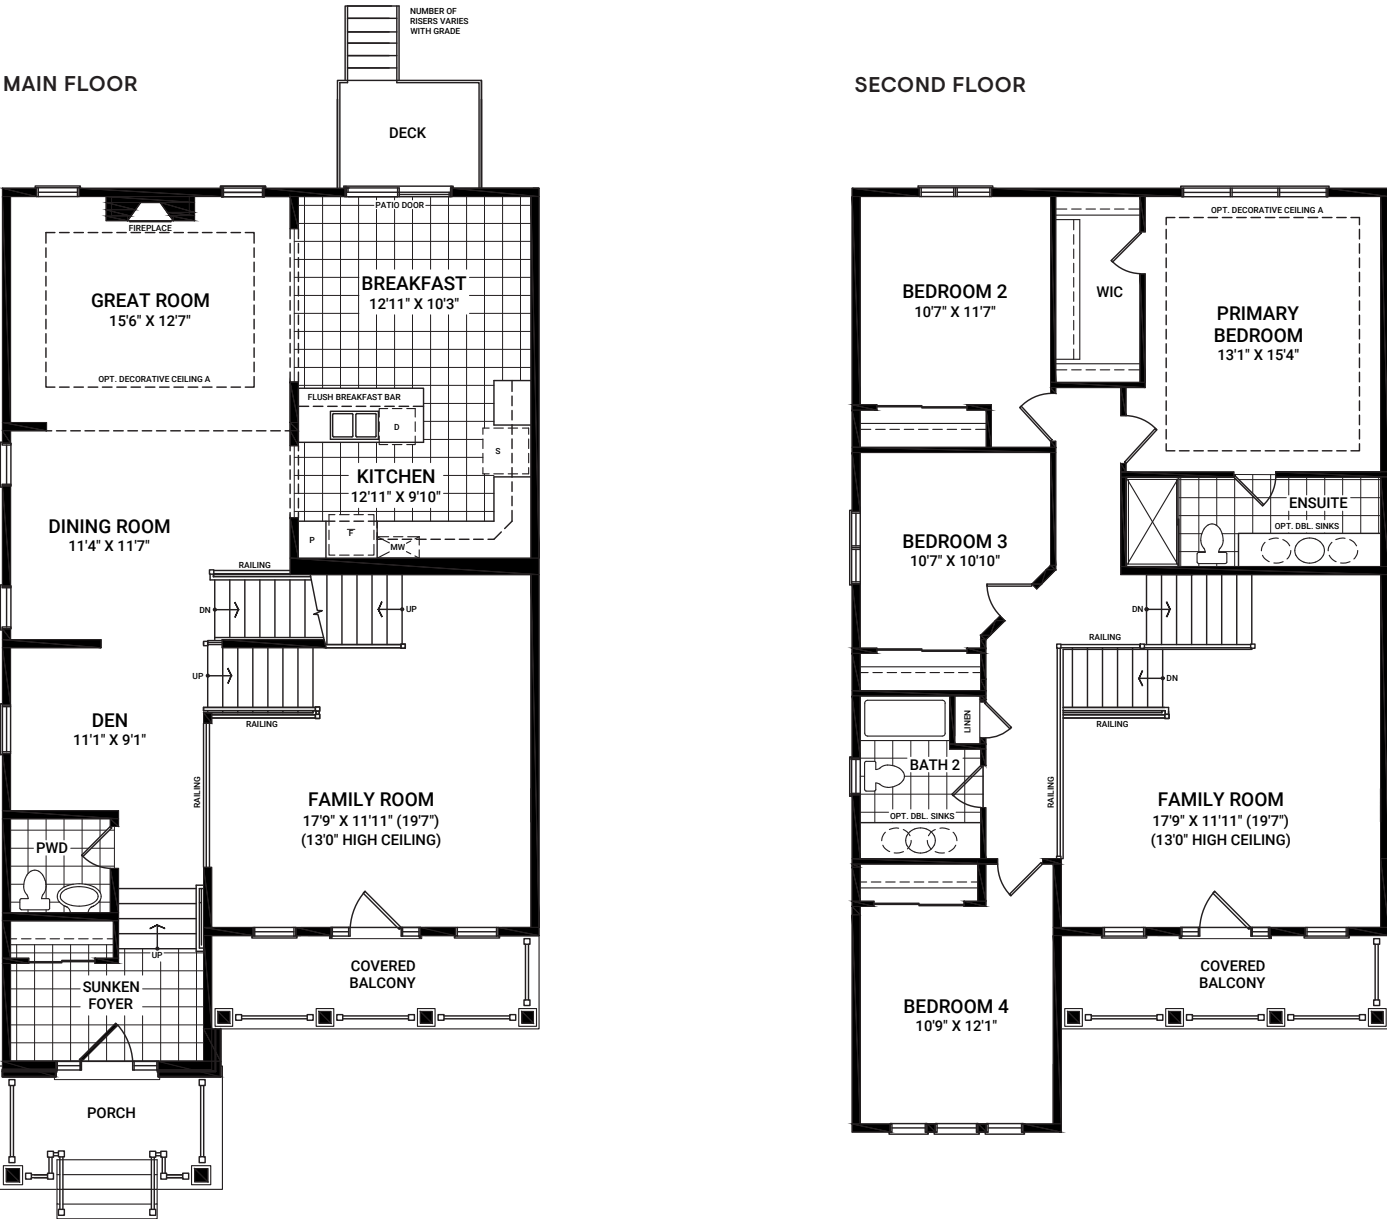 NUMBER OF
RISERS VARIES
WITH GRADE
MAIN FLOOR
DECK
PATIO DOOR
FIREPLACE
GREAT ROOM
15'6" X 12'7"
OPT. DECORATIVE CEILING A
BREAKFAST
12'11" X 10'3"
FLUSH BREAKFAST BAR
D
S
KITCHEN
12'11" X 9'10"
P
F
MW
DINING ROOM
11'4" X 11'7"
RAILING
DN
UP
UP
RAILING
DEN
11'1" X 9'1"
RAILING
FAMILY ROOM
17'9" X 11'11" (19'7")
(13'0" HIGH CEILING)
PWD
UP
SUNKEN
FOYER
COVERED
BALCONY
PORCH
SECOND FLOOR
OPT. DECORATIVE CEILING A
BEDROOM 2
10'7" X 11'7"
WIC
PRIMARY
BEDROOM
13'1" X 15'4"
ENSUITE
OPT. DBL. SINKS
BEDROOM 3
10'7" X 10'10"
DN
RAILING
DN
RAILING
LINEN
BATH 2
OPT. DBL. SINKS
RAILING
FAMILY ROOM
17'9" X 11'11" (19'7")
(13'0" HIGH CEILING)
COVERED
BALCONY
BEDROOM 4
10'9" X 12'1"